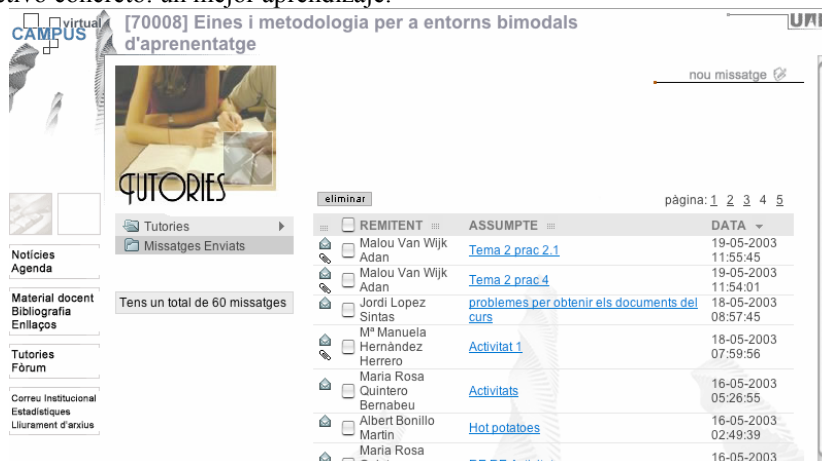 etivo concreto: un mejor aprendizaje.
virtual
CAMPUS
[70008] Eines i metodologia per a entorns bimodals
d'aprenentatge
nou missatge
TUTORIES
eliminar
pàgina: 1 2 3 4 5
Tutories
Missatges Enviats
Tens un total de 60 missatges
Notícies
Agenda
Material docent
Bibliografia
Enllaços
Tutories
Fòrum
Correu Institucional
Estadístiques
Lliurament d'arxius
REMITENT ASSUMPTE DATA
Malou Van Wijk
Adan
Tema 2 prac 2.1
19-05-2003
11:55:45
Malou Van Wijk
Adan
Tema 2 prac 4
19-05-2003
11:54:01
Jordi Lopez
Sintas
problemes per obtenir els documents del
curs
18-05-2003
08:57:45
Mª Manuela
Hernàndez
Herrero
Activitat 1
18-05-2003
07:59:56
Maria Rosa
Quintero
Bernabeu
Activitats
16-05-2003
05:26:55
Albert Bonillo
Martin
Hot potatoes
16-05-2003
02:49:39
Maria Rosa
16-05-2003